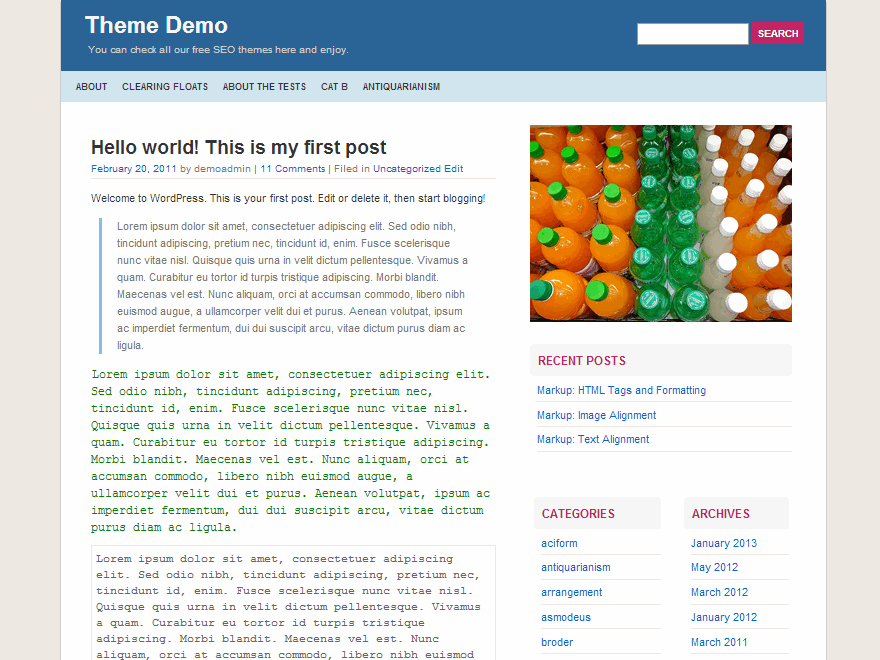 Theme Demo
You can check all our free SEO themes here and enjoy.
SEARCH
ABOUT CLEARING FLOATS ABOUT THE TESTS CAT B ANTIQUARIANISM
Hello world! This is my first post
February 20, 2011 by demoadmin | 11 Comments | Filed in Uncategorized Edit
Welcome to WordPress. This is your first post. Edit or delete it, then start blogging!
Lorem ipsum dolor sit amet, consectetuer adipiscing elit. Sed odio nibh,
tincidunt adipiscing, pretium nec, tincidunt id, enim. Fusce scelerisque
nunc vitae nisl. Quisque quis urna in velit dictum pellentesque. Vivamus a
quam. Curabitur eu tortor id turpis tristique adipiscing. Morbi blandit.
Maecenas vel est. Nunc aliquam, orci at accumsan commodo, libero nibh
euismod augue, a ullamcorper velit dui et purus. Aenean volutpat, ipsum
ac imperdiet fermentum, dui dui suscipit arcu, vitae dictum purus diam ac
ligula.
Lorem ipsum dolor sit amet, consectetuer adipiscing elit.
Sed odio nibh, tincidunt adipiscing, pretium nec,
tincidunt id, enim. Fusce scelerisque nunc vitae nisl.
Quisque quis urna in velit dictum pellentesque. Vivamus a
quam. Curabitur eu tortor id turpis tristique adipiscing.
Morbi blandit. Maecenas vel est. Nunc aliquam, orci at
accumsan commodo, libero nibh euismod augue, a
ullamcorper velit dui et purus. Aenean volutpat, ipsum ac
imperdiet fermentum, dui dui suscipit arcu, vitae dictum
purus diam ac ligula.
Lorem ipsum dolor sit amet, consectetuer adipiscing
elit. Sed odio nibh, tincidunt adipiscing, pretium nec,
tincidunt id, enim. Fusce scelerisque nunc vitae nisl.
Quisque quis urna in velit dictum pellentesque. Vivamus
a quam. Curabitur eu tortor id turpis tristique
adipiscing. Morbi blandit. Maecenas vel est. Nunc
aliquam, orci at accumsan commodo, libero nibh euismod
RECENT POSTS
Markup: HTML Tags and Formatting
Markup: Image Alignment
Markup: Text Alignment
CATEGORIES
aciform
antiquarianism
arrangement
asmodeus
broder
ARCHIVES
January 2013
May 2012
March 2012
January 2012
March 2011